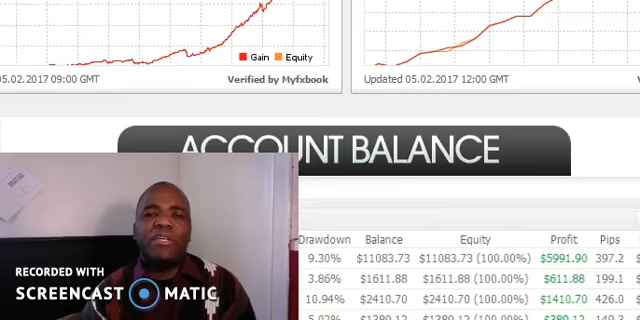 Gain Equity
05.02.2017 09:00 GMT Verified by Myfxbook
Updated 05.02.2017 12:00 GMT
ACCOUNT BALANCE
Drawdown Balance Equity Profit Pips
9.30% $11083.73 $11083.73 (100.00%) $5991.90 397.2
3.86% $1611.88 $1611.88 (100.00%) $611.88 199.1
10.94% $2410.70 $2410.70 (100.00%) $1410.70 426.0
RECORDED WITH
SCREENCAST MATIC